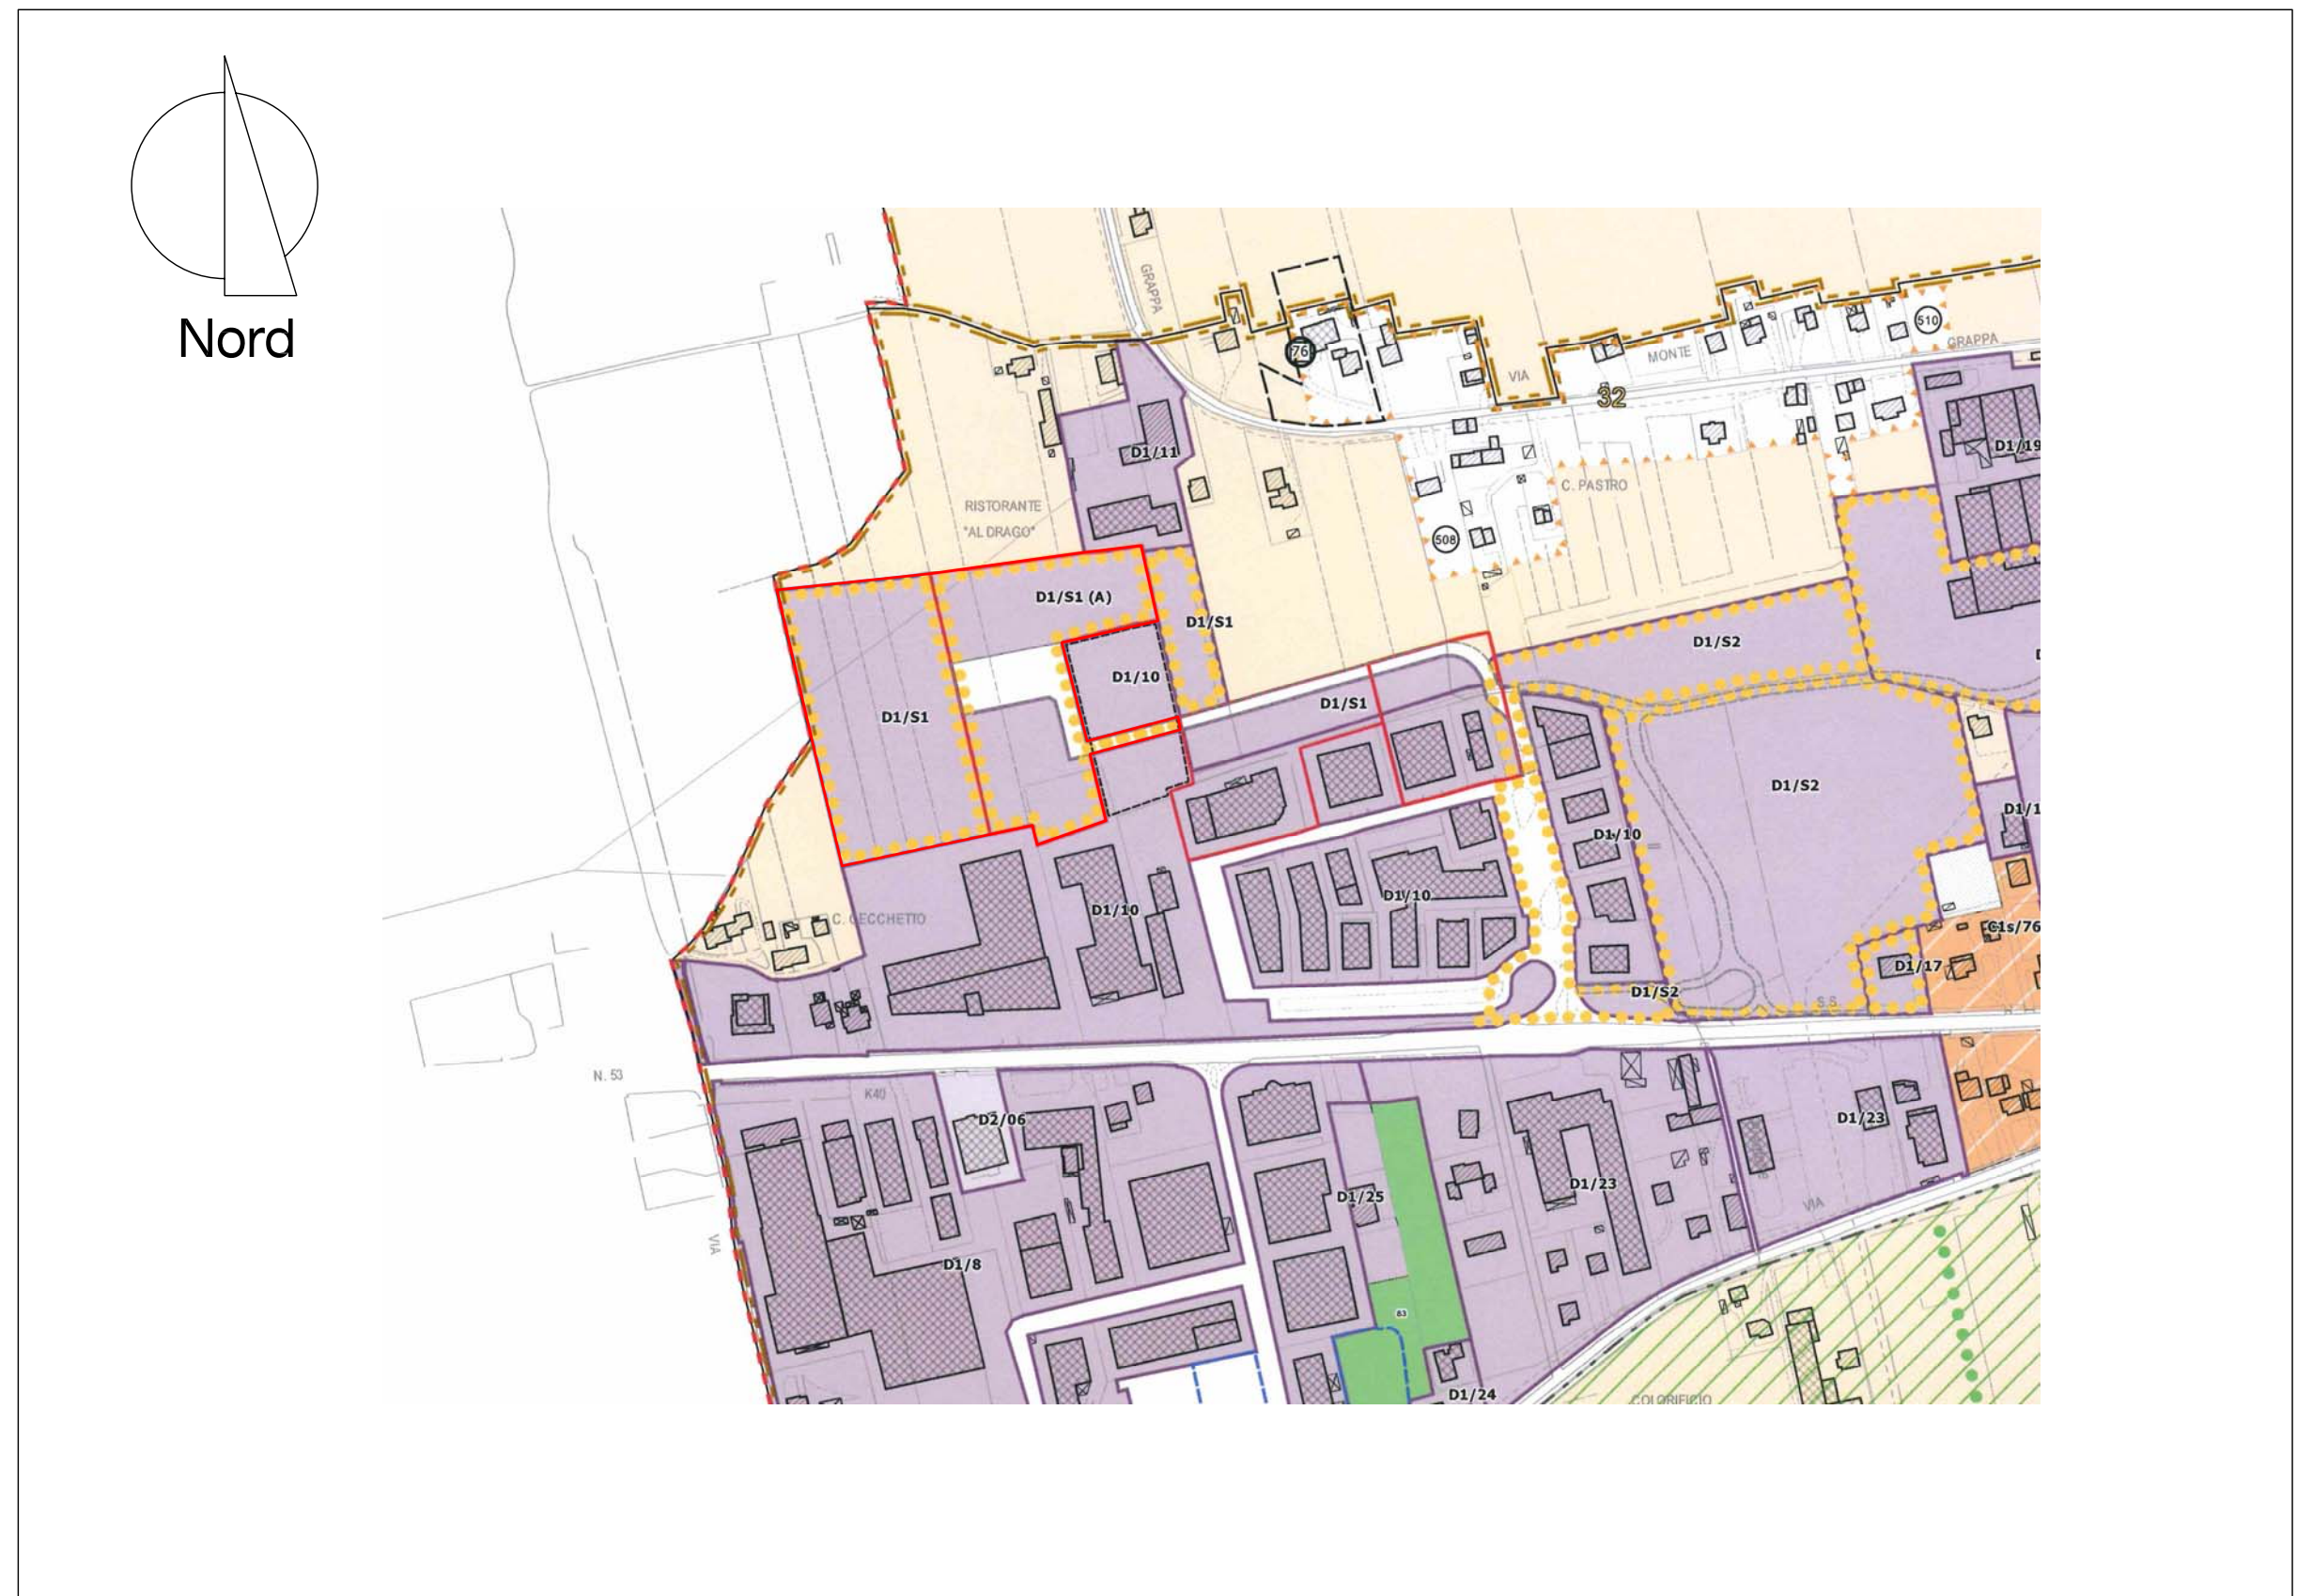 Nord
GRAPPA
76
510
MONTE
GRAPPA
VIA
32
D1/11
D1/19
C. PASTRO
RISTORANTE
"AL DRAGO"
508
D1/S1 (A)
D1/S1
D1/S2
D1/10
D1/S1
D1/S1
D1/S2
D1/1
D1/10
D1/10
D1/10
C. CECCHETTO
C1s/76
D1/17
D1/S2
S.S.
N. 53
K40
D2/06
D1/23
D1/23
D1/25
VIA
VIA
D1/8
83
D1/24
COLORIFICIO